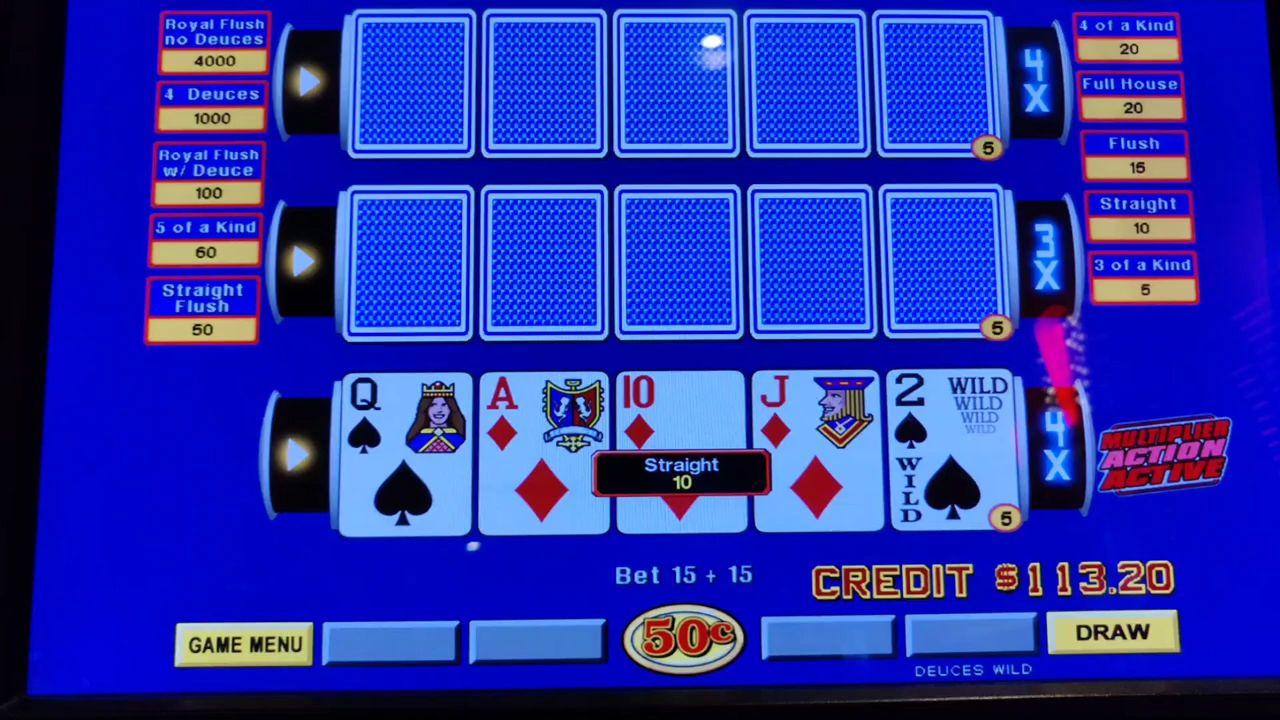 Royal Flush
no Deuces
4000
4 Deuces
1000
Royal Flush
w/ Deuce
100
5 of a Kind
60
Straight
Flush
50
4
X
5
3
X
5
4 of a Kind
20
Full House
20
Flush
15
Straight
10
3 of a Kind
5
Q
A
10
J
2
WILD
WILD
WILD
WILD
WILD
5
4
X
Straight
10
MULTIPLIER
ACTION
ACTIVE
Bet 15 + 15
CREDIT $113.20
GAME MENU
50¢
DRAW
DEUCES WILD